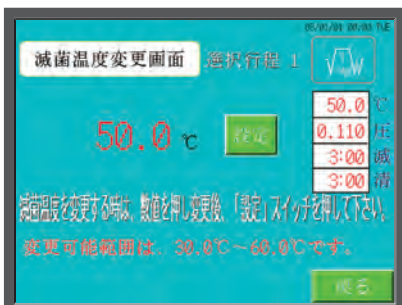 05/01/01 00:00 TUE
滅菌温度変更画面 選択行程 1
50.0 ℃
0.110 圧
3:00 滅
3:00 清
50.0 ℃ 設定
滅菌温度を変更する時は、数値を押し変更後、「設定」スイッチを押して下さい。
変更可能範囲は、30.0℃～60.0℃です。
戻る